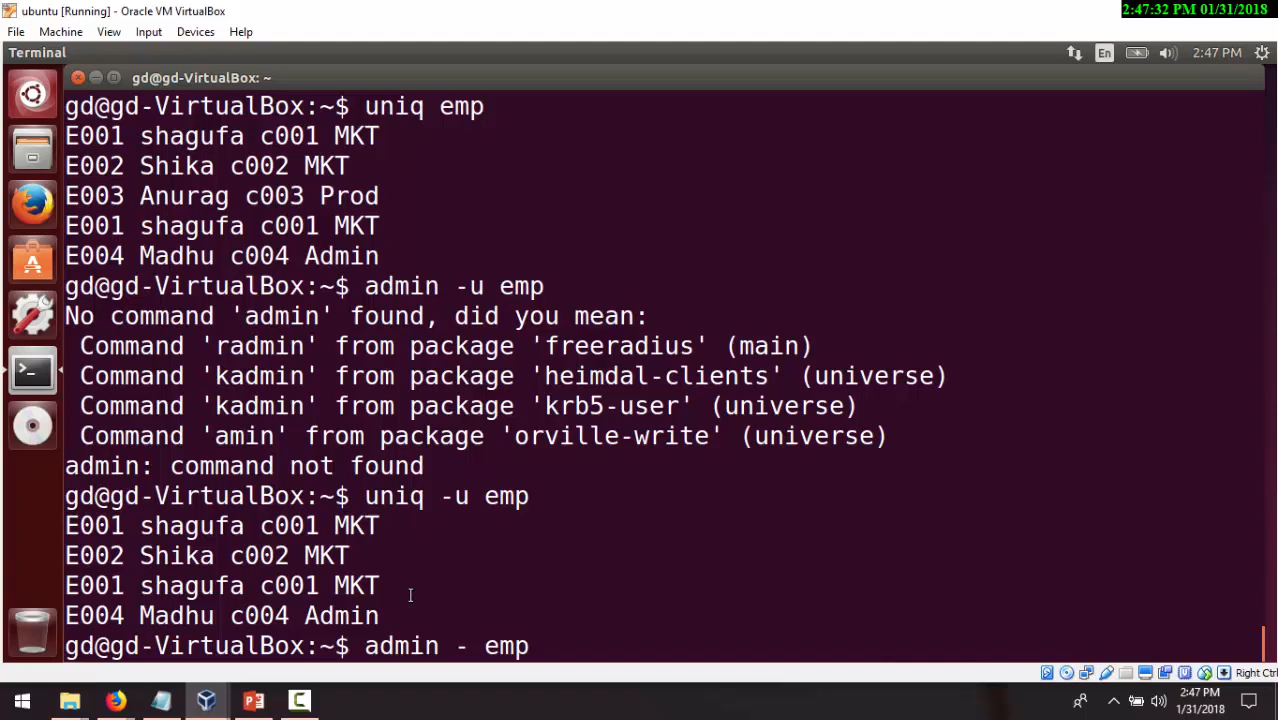 ubuntu [Running] - Oracle VM VirtualBox
2:47:32 PM 01/31/2018
File Machine View Input Devices Help
Terminal
En
2:47 PM
gd@gd-VirtualBox: ~
gd@gd-VirtualBox:~$ uniq emp
E001 shagufa c001 MKT
E002 Shika c002 MKT
E003 Anurag c003 Prod
E001 shagufa c001 MKT
E004 Madhu c004 Admin
gd@gd-VirtualBox:~$ admin -u emp
No command 'admin' found, did you mean:
 Command 'radmin' from package 'freeradius' (main)
 Command 'kadmin' from package 'heimdal-clients' (universe)
 Command 'kadmin' from package 'krb5-user' (universe)
 Command 'amin' from package 'orville-write' (universe)
admin: command not found
gd@gd-VirtualBox:~$ uniq -u emp
E001 shagufa c001 MKT
E002 Shika c002 MKT
E001 shagufa c001 MKT
E004 Madhu c004 Admin
gd@gd-VirtualBox:~$ admin - emp
Right Ctrl
2:47 PM
1/31/2018